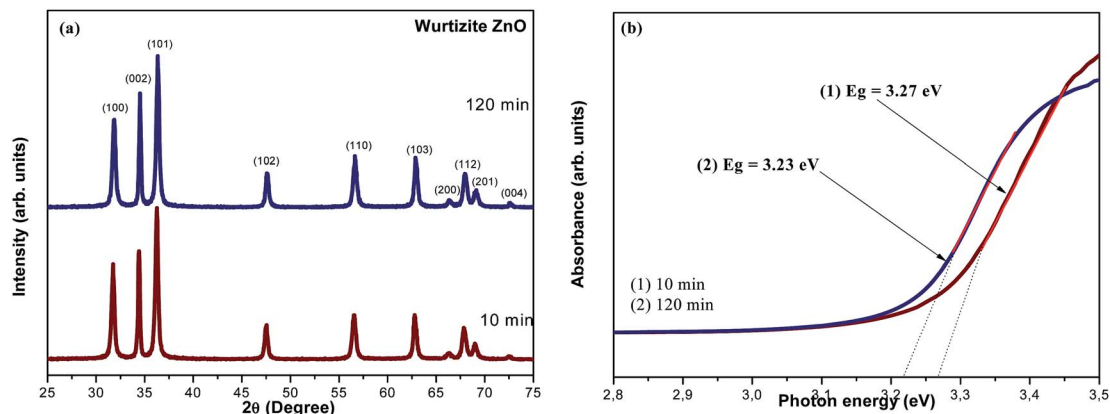 (a)
Wurtizite ZnO
(101)
(002)
(100)
120 min
(102)
(110)
(103)
(112)
(200)
(201)
(004)
10 min
Intensity (arb. units)
25 30 35 40 45 50 55 60 65 70 75
2θ (Degree)
(b)
(1) Eg = 3.27 eV
(2) Eg = 3.23 eV
(1) 10 min
(2) 120 min
Absorbance (arb. units)
2,8 2,9 3,0 3,1 3,2 3,3 3,4 3,5
Photon energy (eV)